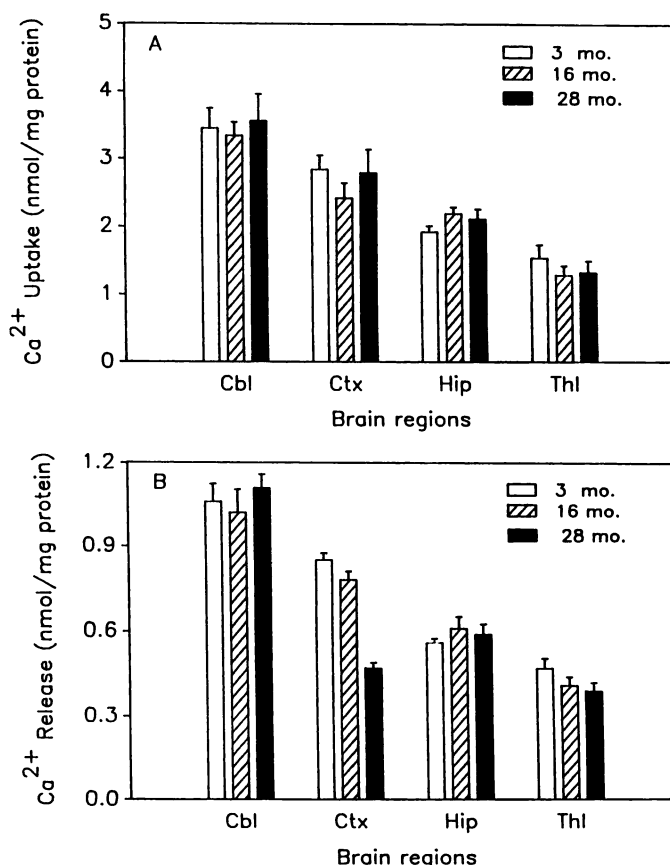 A
3 mo.
16 mo.
28 mo.
Ca2+ Uptake (nmol/mg protein)
5
4
3
2
1
0
Cbl Ctx Hip Thl
Brain regions
B
3 mo.
16 mo.
28 mo.
Ca2+ Release (nmol/mg protein)
1.2
0.9
0.6
0.3
0.0
Cbl Ctx Hip Thl
Brain regions